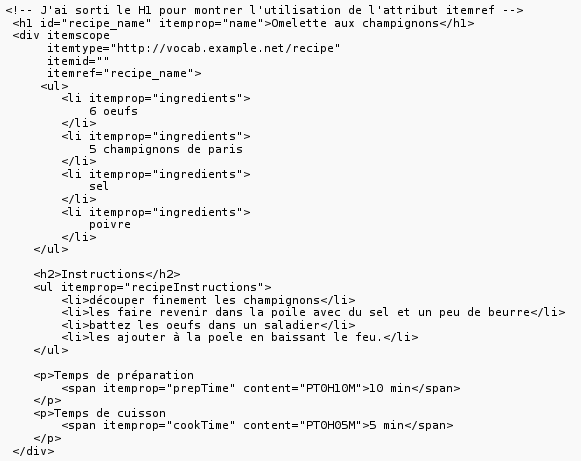 <!-- J'ai sorti le H1 pour montrer l'utilisation de l'attribut itemref -->
<h1 id="recipe_name" itemprop="name">Omelette aux champignons</h1>
<div itemscope
itemtype="http://vocab.example.net/recipe"
itemid=""
itemref="recipe_name">
<ul>
<li itemprop="ingredients">
6 oeufs
</li>
<li itemprop="ingredients">
5 champignons de paris
</li>
<li itemprop="ingredients">
sel
</li>
<li itemprop="ingredients">
poivre
</li>
</ul>
<h2>Instructions</h2>
<ul itemprop="recipeInstructions">
<li>découper finement les champignons</li>
<li>les faire revenir dans la poile avec du sel et un peu de beurre</li>
<li>battez les oeufs dans un saladier</li>
<li>les ajouter à la poele en baissant le feu.</li>
</ul>
<p>Temps de préparation
<span itemprop="prepTime" content="PT0H10M">10 min</span>
</p>
<p>Temps de cuisson
<span itemprop="cookTime" content="PT0H05M">5 min</span>
</p>
</div>